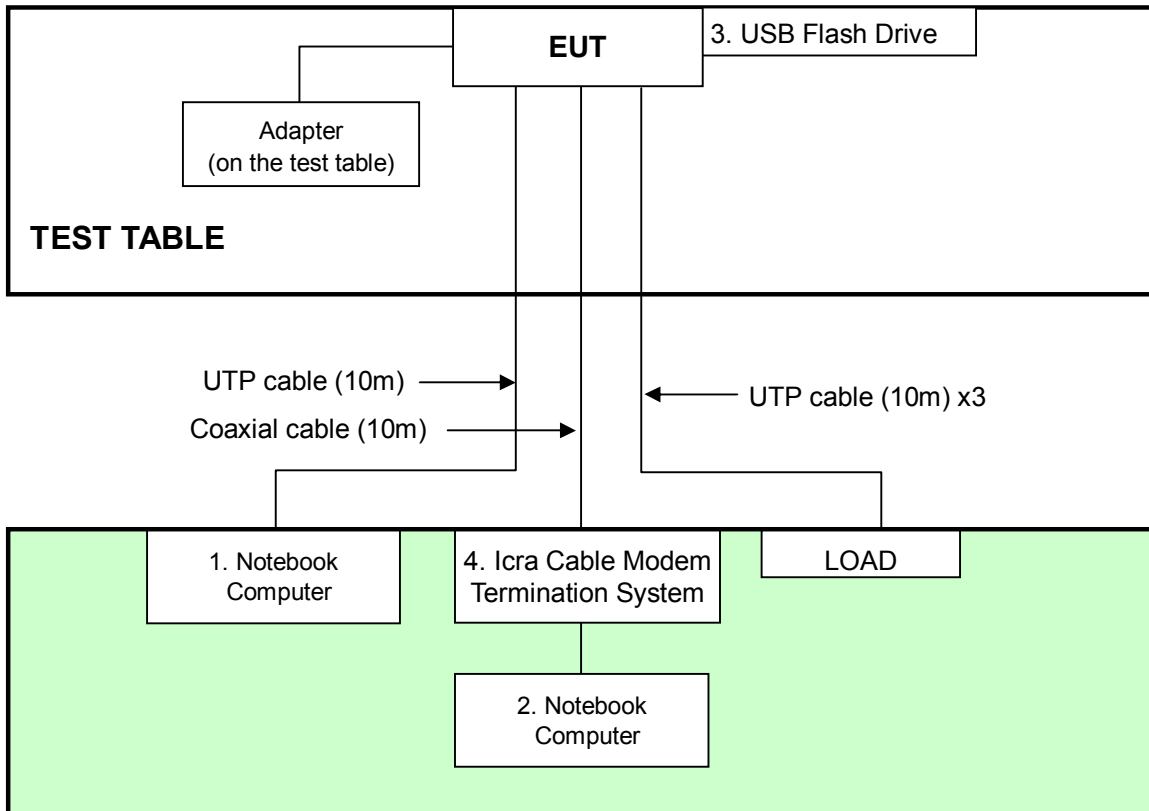 EUT
3. USB Flash Drive
Adapter
(on the test table)
TEST TABLE
UTP cable (10m)
UTP cable (10m) x3
Coaxial cable (10m)
1. Notebook
Computer
4. Icra Cable Modem
Termination System
LOAD
2. Notebook
Computer